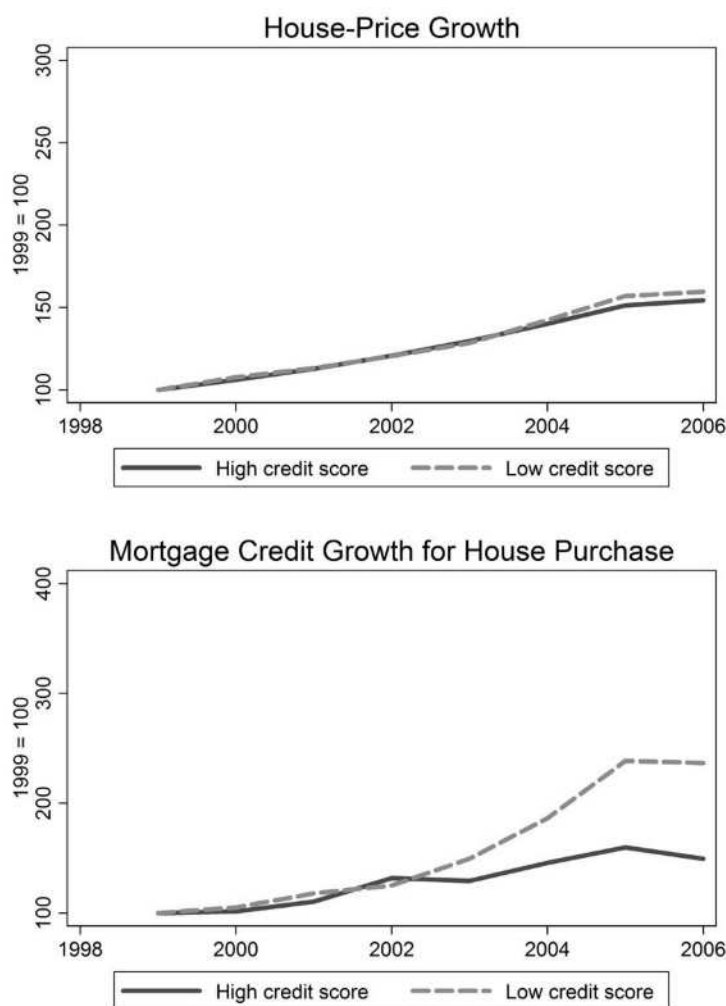 House-Price Growth
300
250
200
150
100
1999 = 100
1998 2000 2002 2004 2006
High credit score Low credit score
Mortgage Credit Growth for House Purchase
400
300
200
100
1999 = 100
1998 2000 2002 2004 2006
High credit score Low credit score